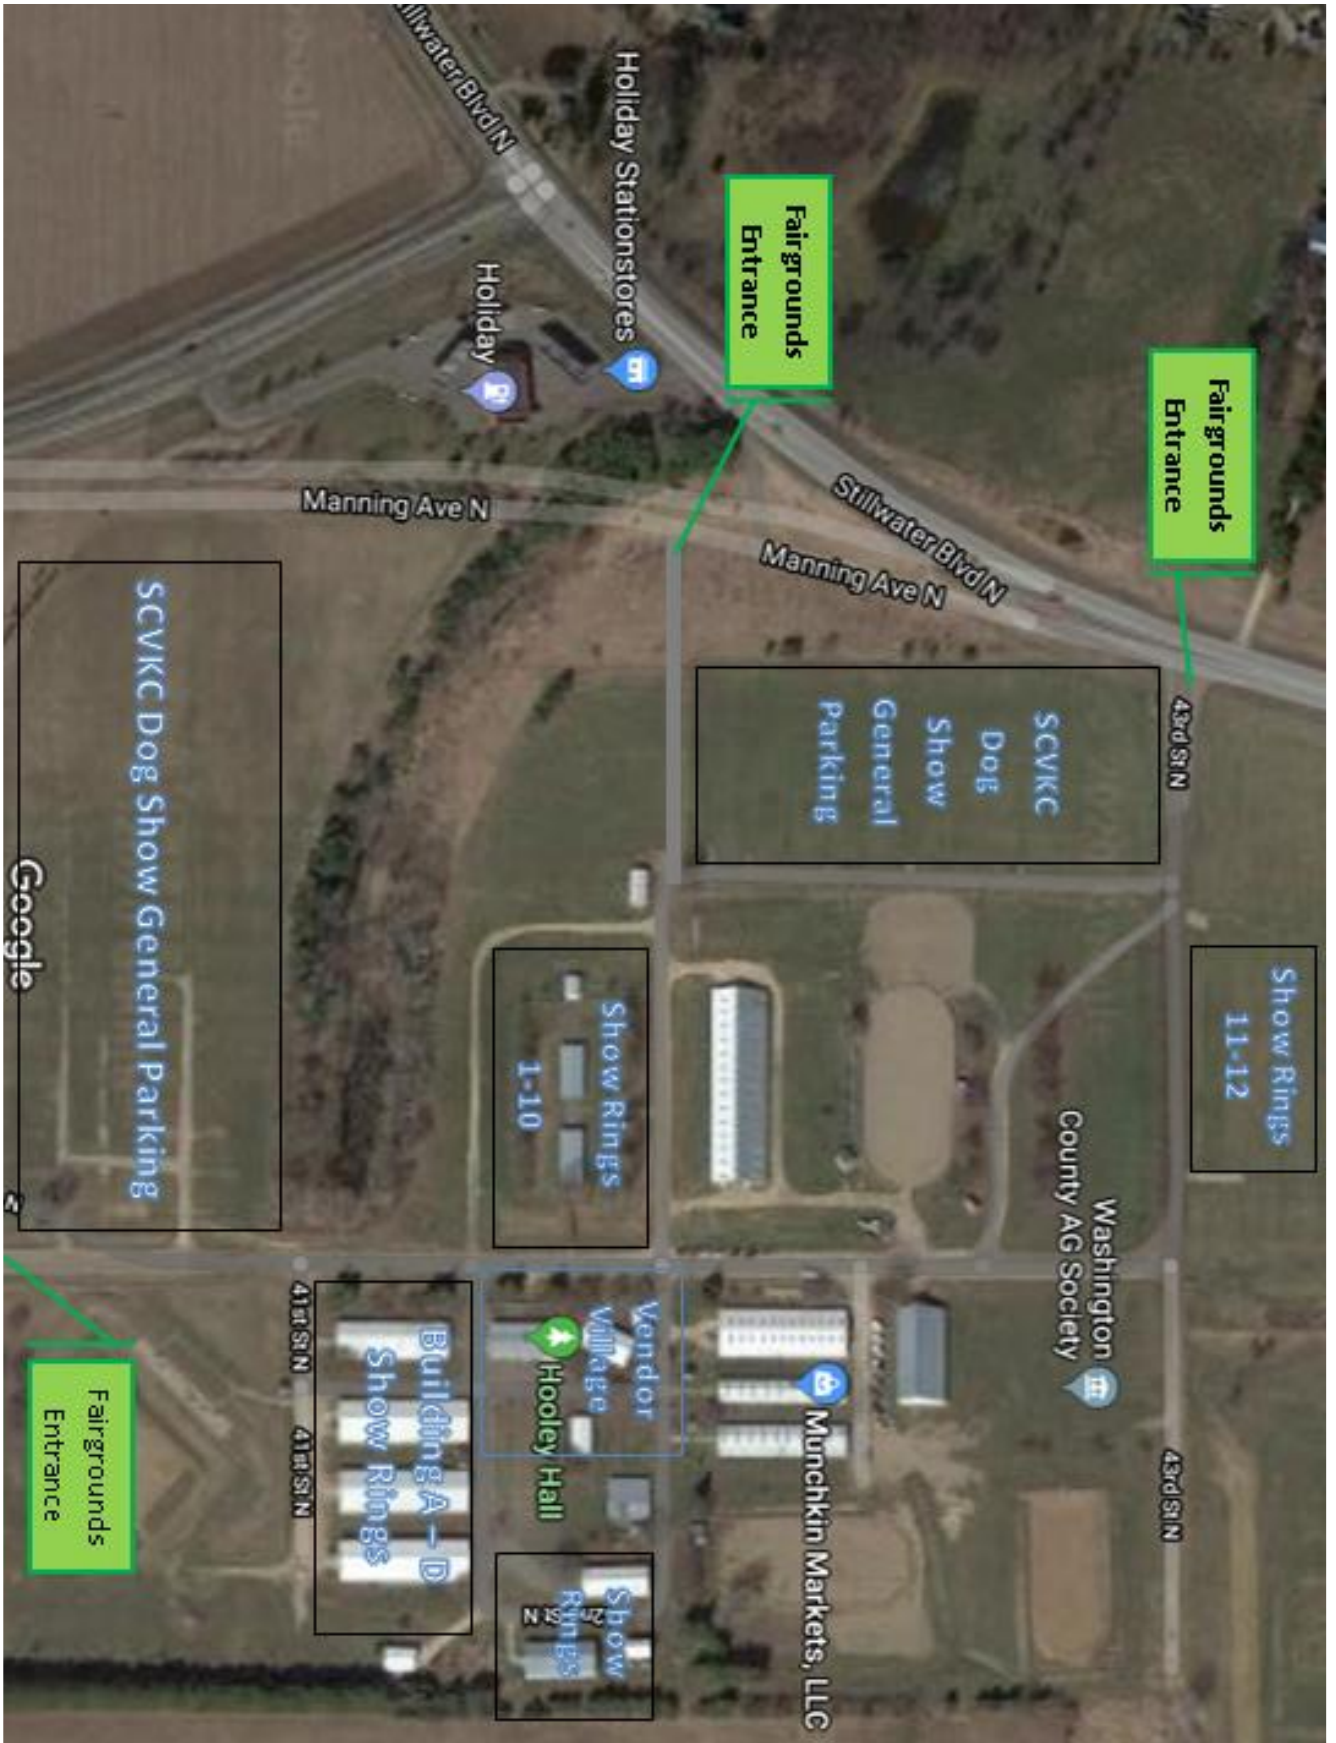 Show Rings
11-12
Fairgrounds
Entrance
43rd St N
43rd St N
Washington
County AG Society
SCVKC
Dog
Show
General
Parking
Stillwater Blvd N
Manning Ave N
Munchkin Markets, LLC
Fairgrounds
Entrance
Vendor
Village
Holiday Stationstores
Show Rings
1-10
Show
Rings
Hooley Hall
Holiday
illwater Blvd N
Building A – D
Show Rings
Manning Ave N
41st St N
41st St N
SCVKC Dog Show General Parking
Fairgrounds
Entrance
Google